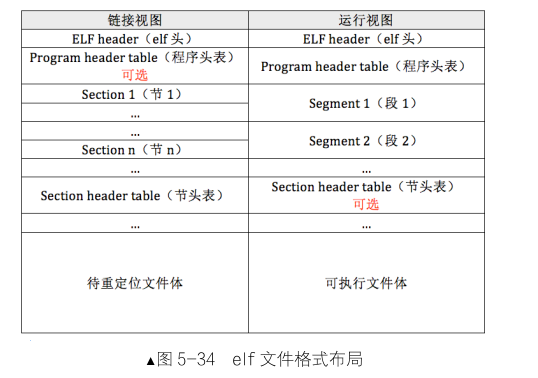 链接视图
运行视图
ELF header（elf 头）
ELF header（elf 头）
Program header table（程序头表）
可选
Program header table（程序头表）
Section 1（节 1）
...
Segment 1（段 1）
...
Section n（节 n）
Segment 2（段 2）
...
...
Section header table（节头表）
Section header table（节头表）
可选
...
...
待重定位文件体
可执行文件体
▲图 5-34 elf 文件格式布局